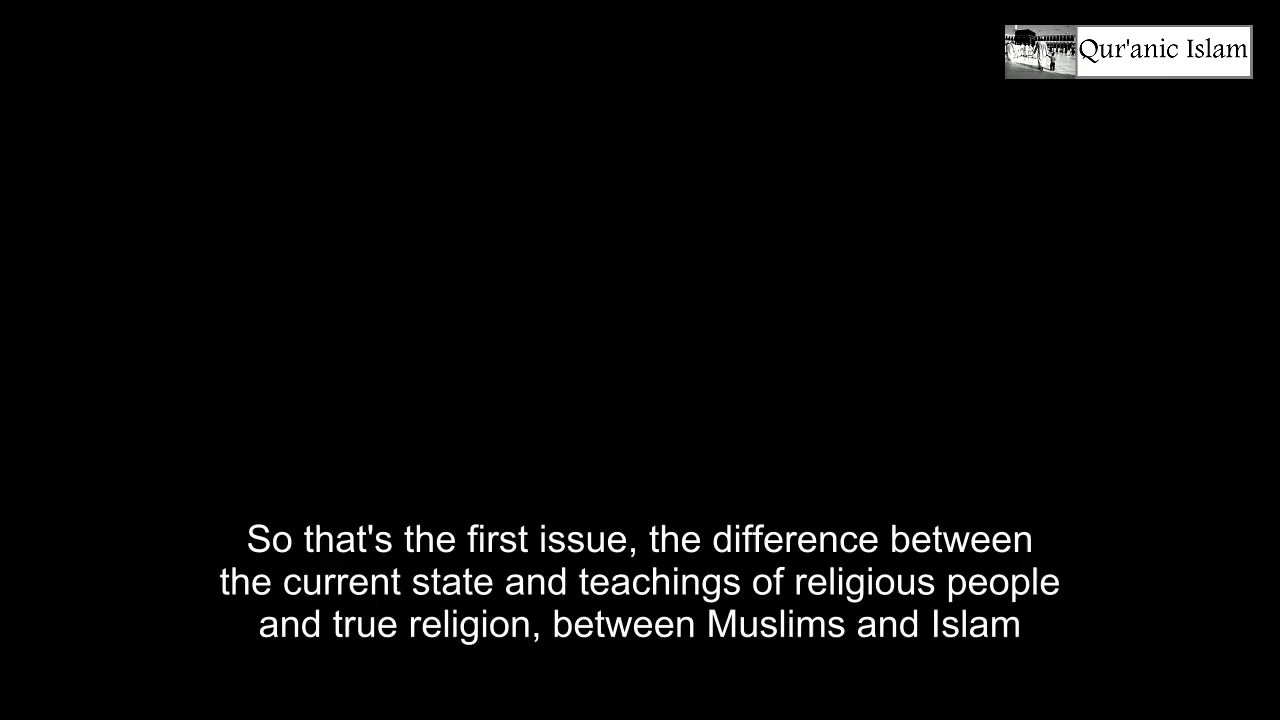 Qur'anic Islam
So that's the first issue, the difference between
the current state and teachings of religious people
and true religion, between Muslims and Islam